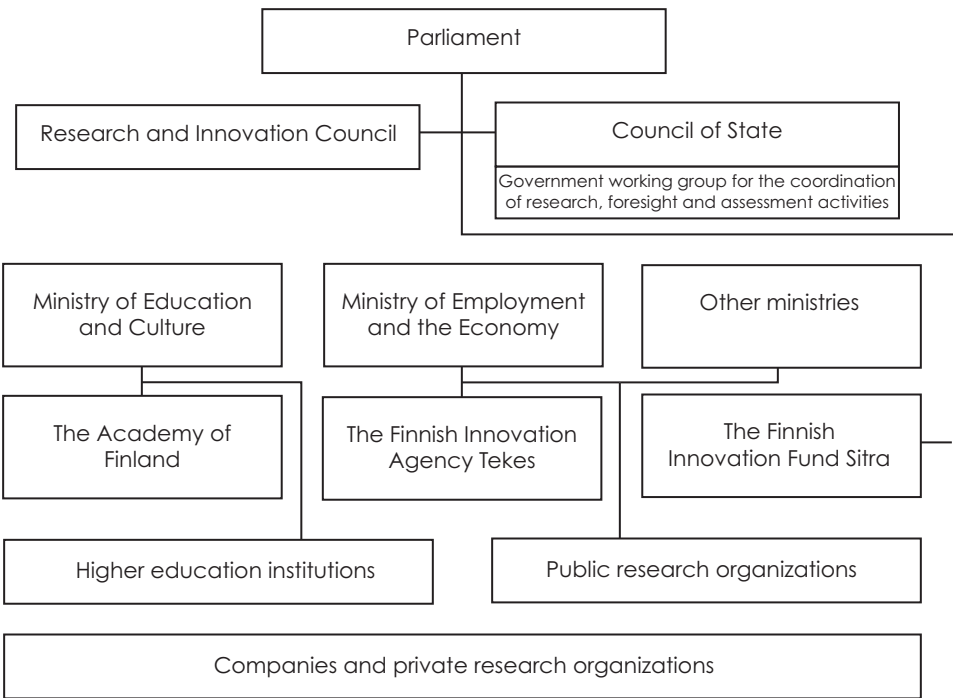 Parliament
Research and Innovation Council
Council of State
Government working group for the coordination
of research, foresight and assessment activities
Ministry of Education
and Culture
Ministry of Employment
and the Economy
Other ministries
The Academy of
Finland
The Finnish Innovation
Agency Tekes
The Finnish
Innovation Fund Sitra
Higher education institutions
Public research organizations
Companies and private research organizations